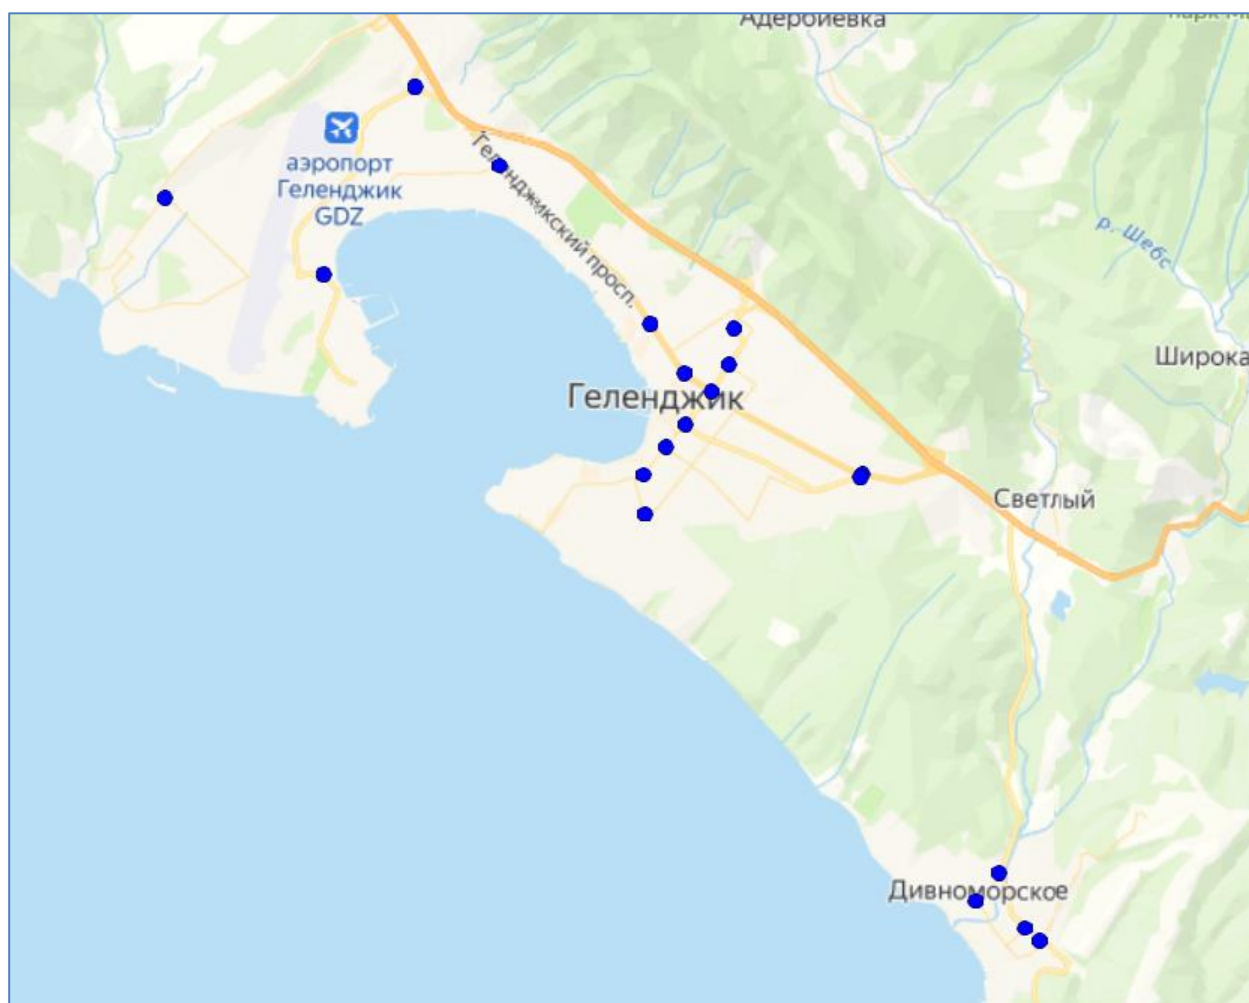 Адербиевка
аэропорт
Геленджик
GDZ
Геленджикский просп.
р. Шебс
Широка
Геленджик
Светлый
Дивноморское